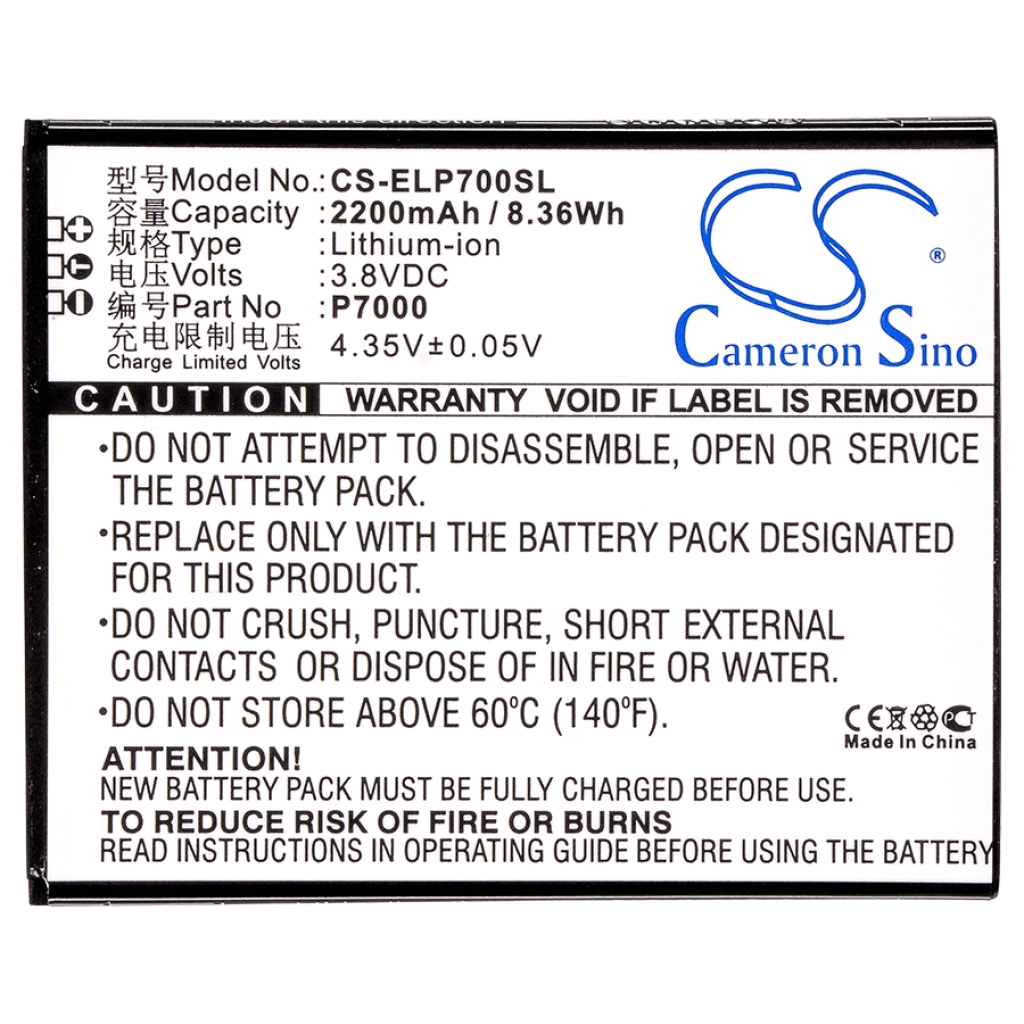 Insert this direction
型号Model No.:CS-ELP700SL
容量Capacity :2200mAh / 8.36Wh
规格Type :Lithium-ion
电压Volts :3.8VDC
编号Part No :P7000
充电限制电压 4.35V±0.05V
Charge Limited Volts
CS
®
Cameron Sino
CAUTION WARRANTY VOID IF LABEL IS REMOVED
·DO NOT ATTEMPT TO DISASSEMBLE, OPEN OR SERVICE
THE BATTERY PACK.
·REPLACE ONLY WITH THE BATTERY PACK DESIGNATED
FOR THIS PRODUCT.
·DO NOT CRUSH, PUNCTURE, SHORT EXTERNAL
CONTACTS OR DISPOSE OF IN FIRE OR WATER.
·DO NOT STORE ABOVE 60°C (140°F).
CE PCT
Made In China
ATTENTION!
NEW BATTERY PACK MUST BE FULLY CHARGED BEFORE USE.
TO REDUCE RISK OF FIRE OR BURNS
READ INSTRUCTIONS IN OPERATING GUIDE BEFORE USING THE BATTERY